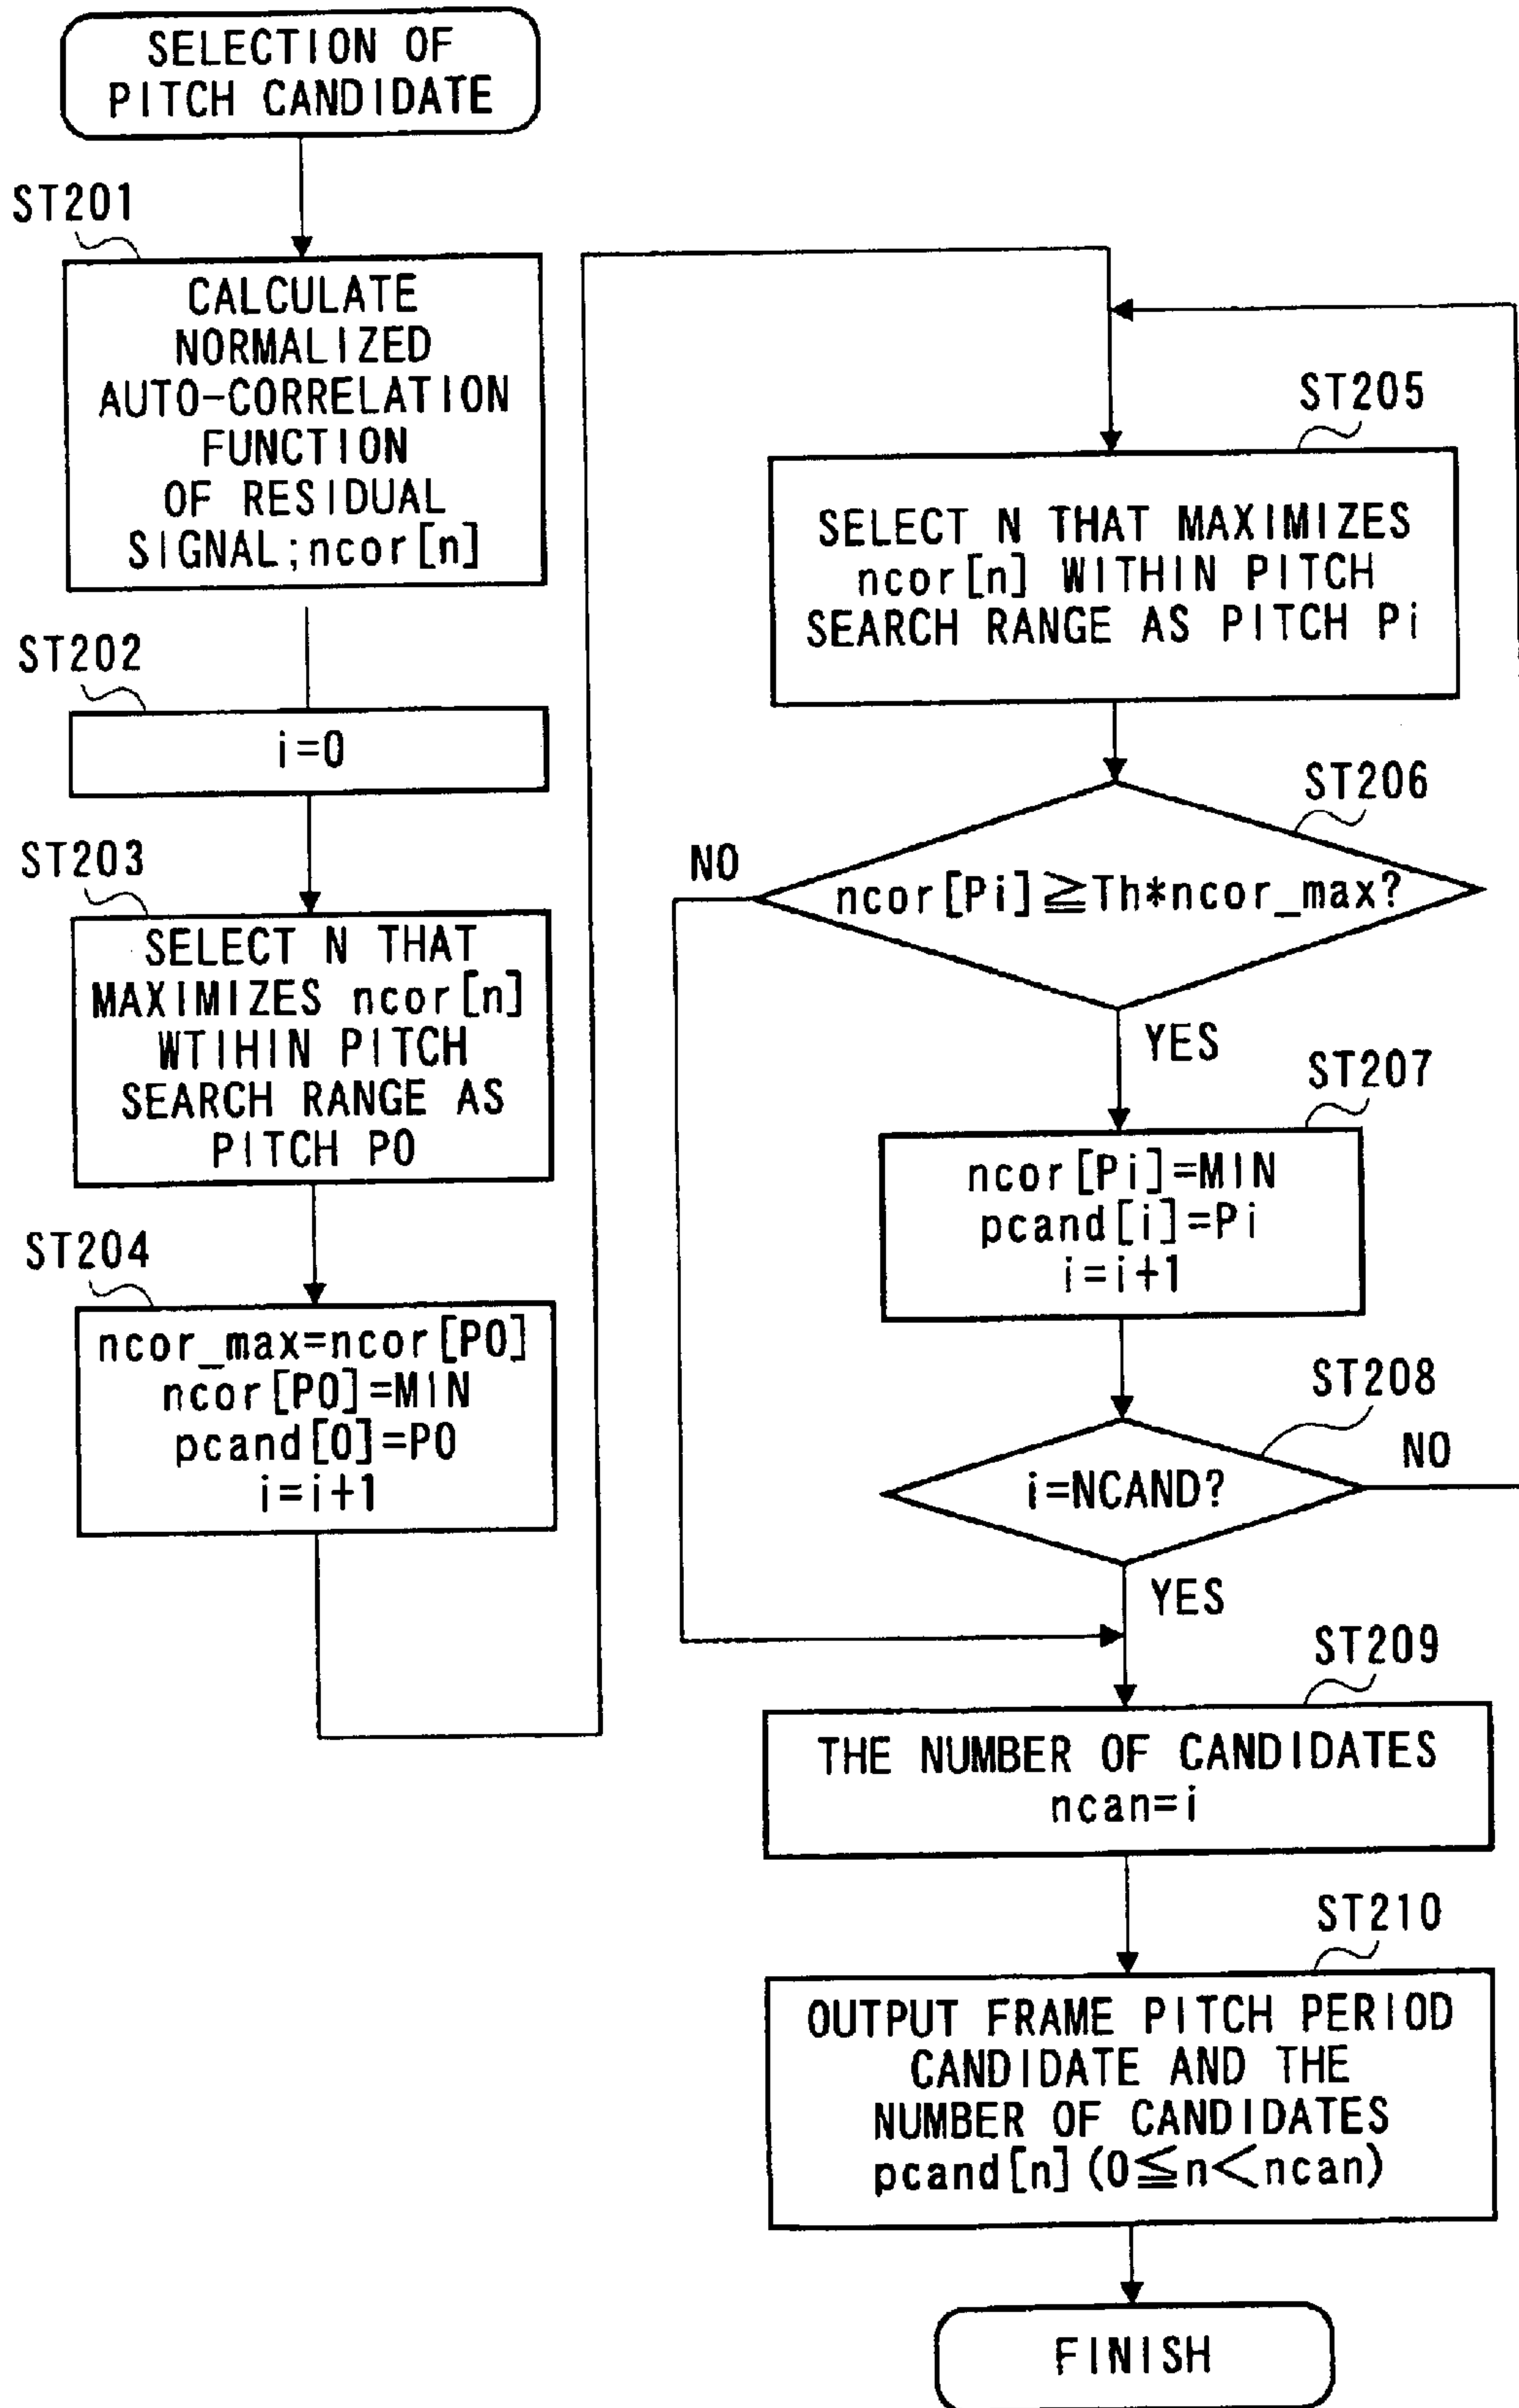 SELECTION OF
PITCH CANDIDATE
ST201
CALCULATE
NORMALIZED
AUTO-CORRELATION
FUNCTION
OF RESIDUAL
SIGNAL;ncor[n]
ST202
i=0
ST203
SELECT N THAT
MAXIMIZES ncor[n]
WTIHIN PITCH
SEARCH RANGE AS
PITCH P0
ST204
ncor_max=ncor[P0]
ncor[P0]=MIN
pcand[0]=P0
i=i+1
ST205
SELECT N THAT MAXIMIZES
ncor[n] WITHIN PITCH
SEARCH RANGE AS PITCH Pi
ST206
NO
ncor[Pi]≧Th*ncor_max?
YES
ST207
ncor[Pi]=MIN
pcand[i]=Pi
i=i+1
ST208
NO
i=NCAND?
YES
ST209
THE NUMBER OF CANDIDATES
ncan=i
ST210
OUTPUT FRAME PITCH PERIOD
CANDIDATE AND THE
NUMBER OF CANDIDATES
pcand[n](0≦n<ncan)
FINISH